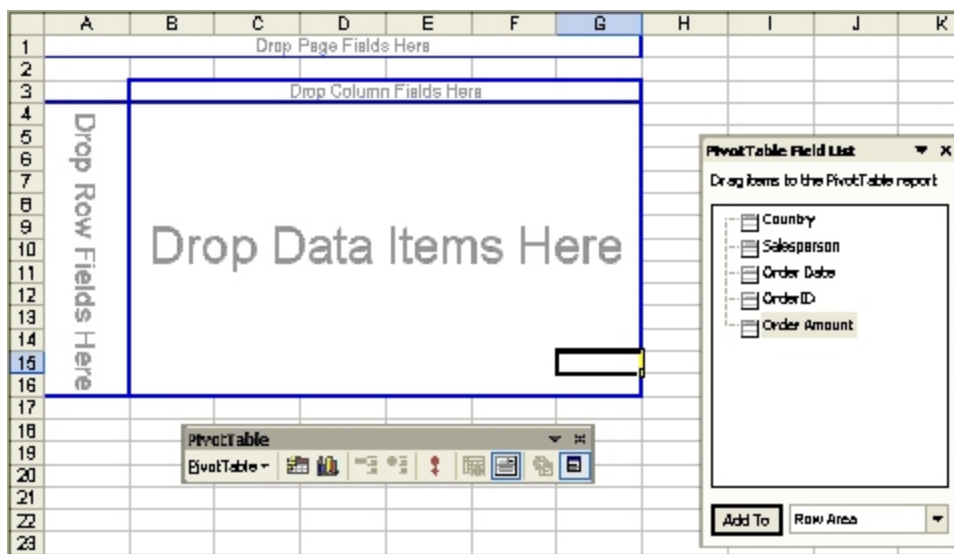 A B C D E F G H I J K
1 Drop Page Fields Here
2
3 Drop Column Fields Here
4
5
6
7
8
9
10
11
12
13
14
15
16
17
18
19
20
21
22
23
Drop Row Fields Here
Drop Data Items Here
PivotTable
PivotTable
PivotTable Field List
Drag items to the PivotTable report
Country
Salesperson
Order Date
OrderID
Order Amount
Add To Row Area